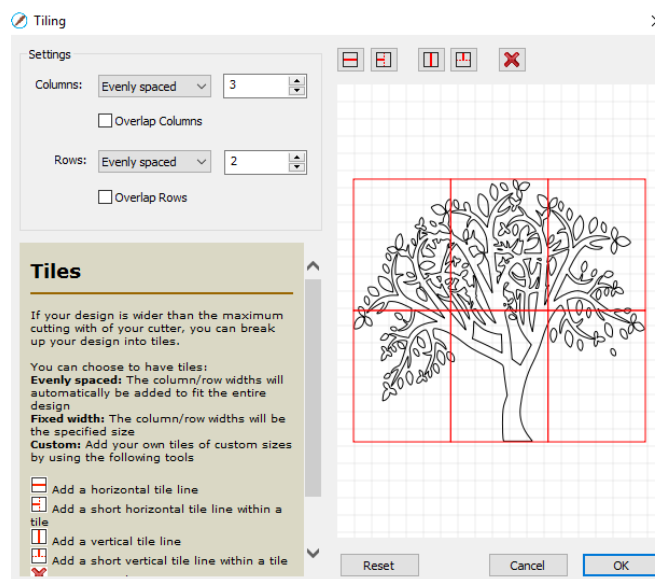 Tiling
Settings
Columns:
Evenly spaced
3
Overlap Columns
Rows:
Evenly spaced
2
Overlap Rows
Tiles
If your design is wider than the maximum
cutting with of your cutter, you can break
up your design into tiles.
You can choose to have tiles:
Evenly spaced: The column/row widths will
automatically be added to fit the entire
design
Fixed width: The column/row widths will be
the specified size
Custom: Add your own tiles of custom sizes
by using the following tools
Add a horizontal tile line
Add a short horizontal tile line within a
tile
Add a vertical tile line
Add a short vertical tile line within a tile
Reset
Cancel
OK